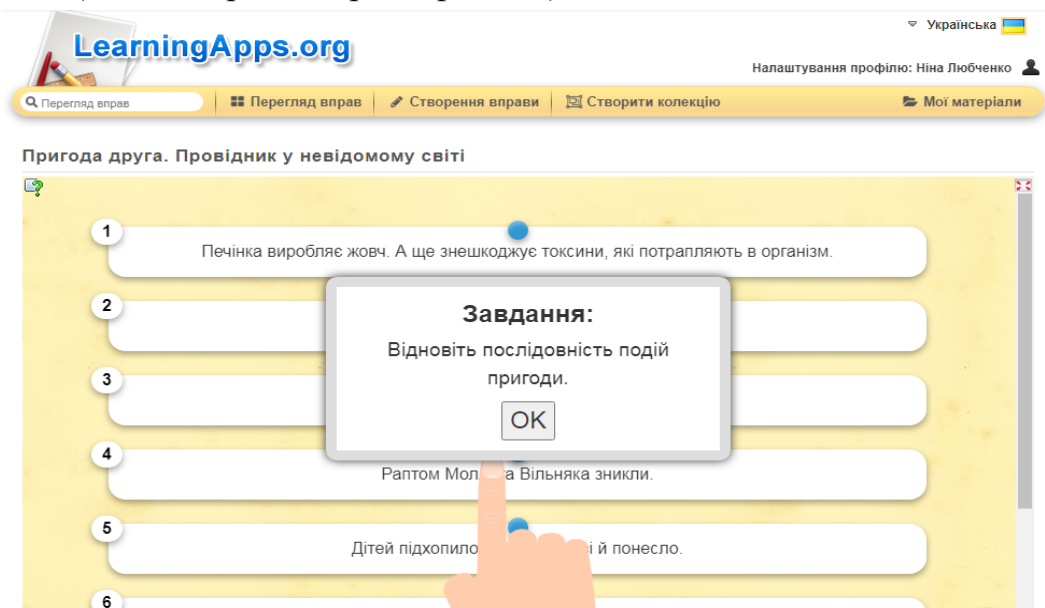 LearningApps.org
Українська
Налаштування профілю: Ніна Любченко
Перегляд вправ
Перегляд вправ
Створення вправи
Створити колекцію
Мої матеріали
Пригода друга. Провідник у невідомому світі
1
Печінка виробляє жовч. А ще знешкоджує токсини, які потрапляють в організм.
2
Завдання:
Відновіть послідовність подій
пригоди.
OK
3
4
Раптом Мол а Вільняка зникли.
5
Дітей підхопило і й понесло.
6